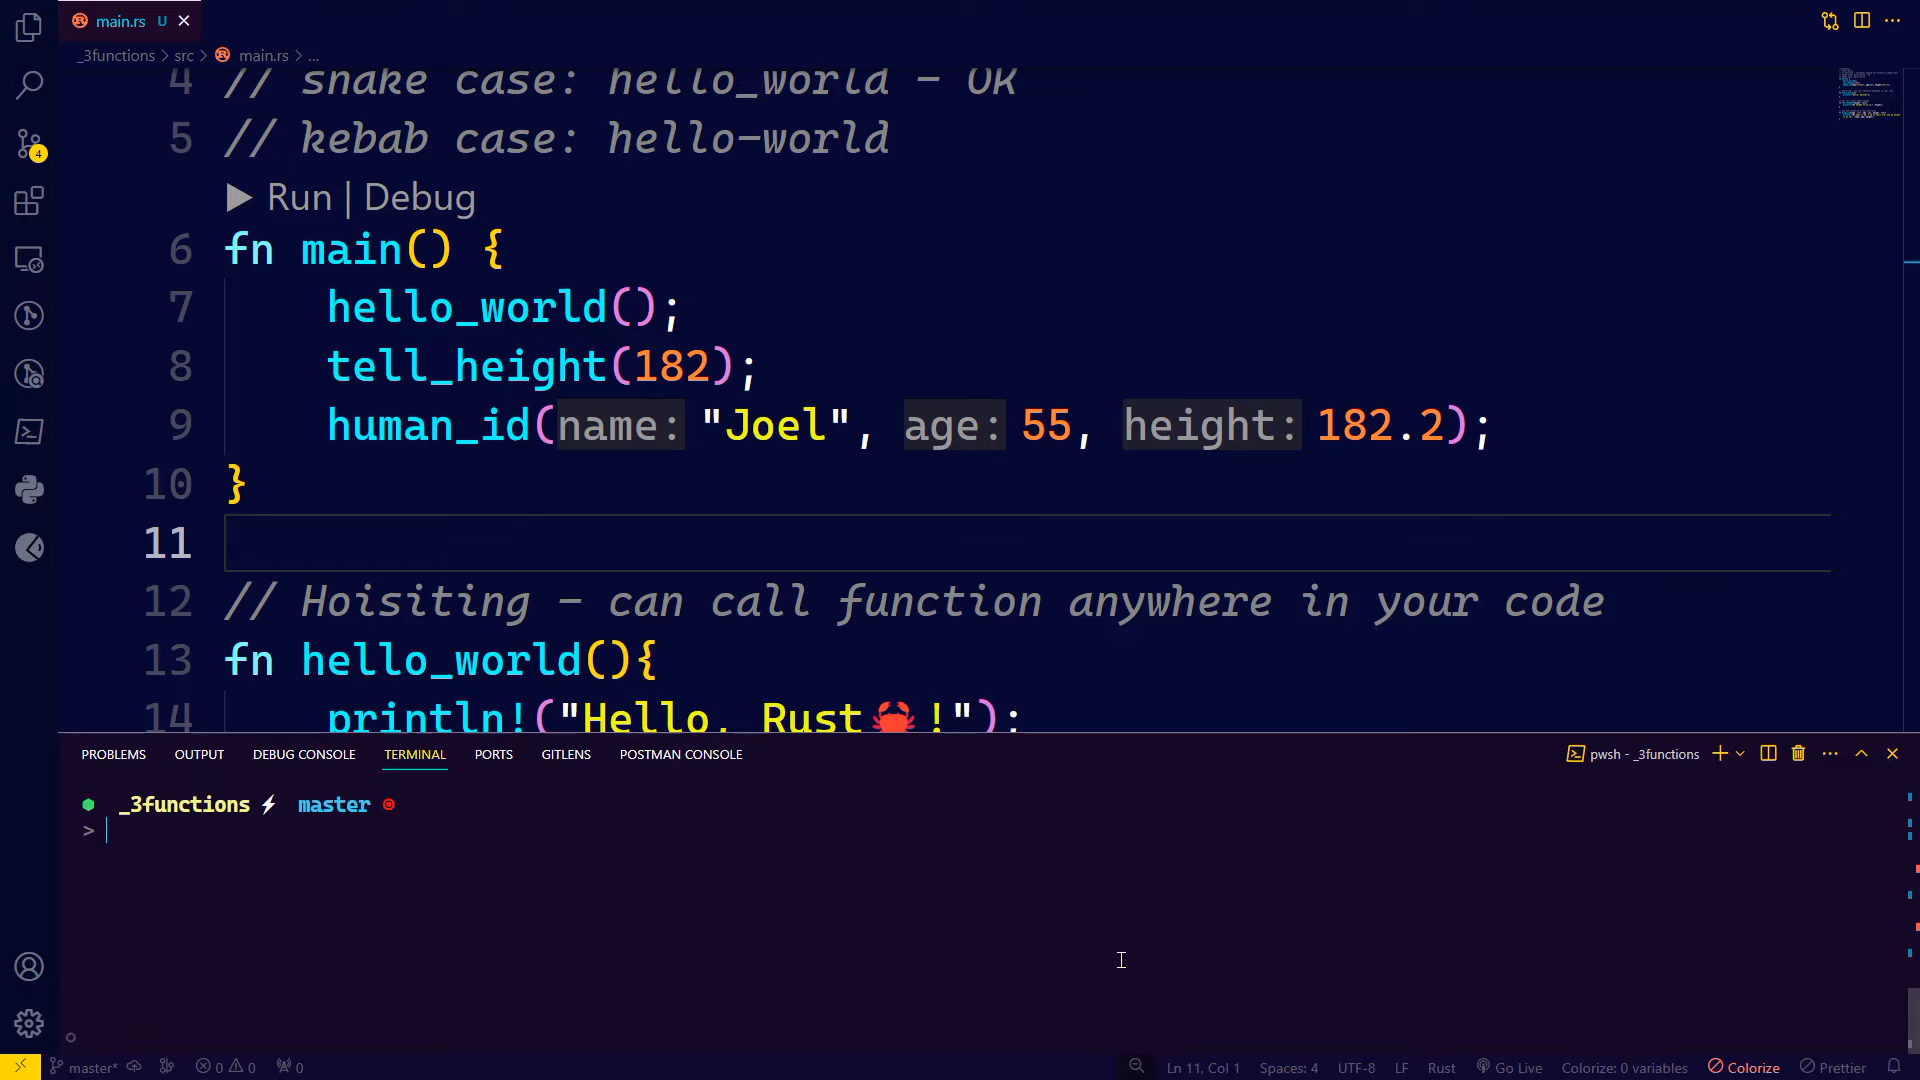 main.rs U
_3functions > src > main.rs > ...
4 // snake case: hello_world - OK
5 // kebab case: hello-world
Run | Debug
6 fn main() {
7 hello_world();
8 tell_height(182);
9 human_id(name: "Joel", age: 55, height: 182.2);
10 }
11
12 // Hoisiting - can call function anywhere in your code
13 fn hello_world(){
14 println!("Hello, Rust🦀!");
4
PROBLEMS OUTPUT DEBUG CONSOLE TERMINAL PORTS GITLENS POSTMAN CONSOLE
pwsh - _3functions
_3functions ⚡ master
>
master* 0 0 0
Ln 11, Col 1 Spaces: 4 UTF-8 LF Rust Go Live Colorize: 0 variables Colorize Prettier